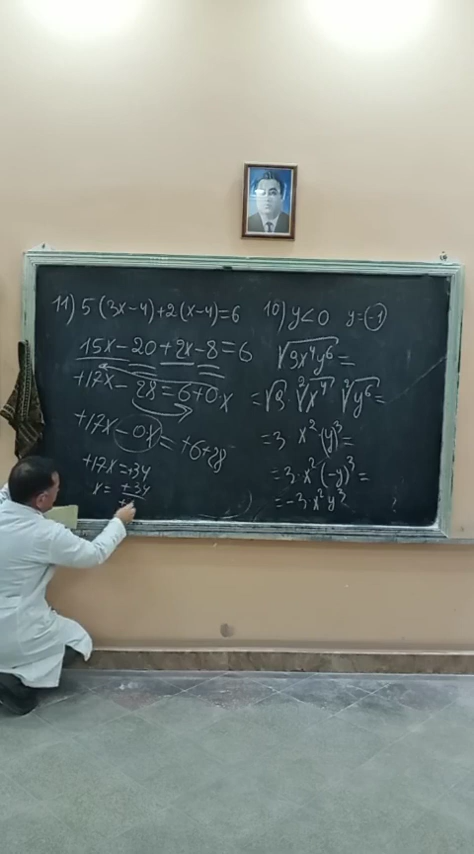 11) 5(3x-4)+2(x-4)=6
15x-20+2x-8=6
+17x-28=6+0·x
+17x-0x=+6+28
+17x=+34
x= +34
10) y<0 y=-1
√9x⁴y⁶=
=√9·²√x⁴·²√y⁶=
=3·x²·(y)³=
=3·x²·(-y)³=
=-3·x²y³